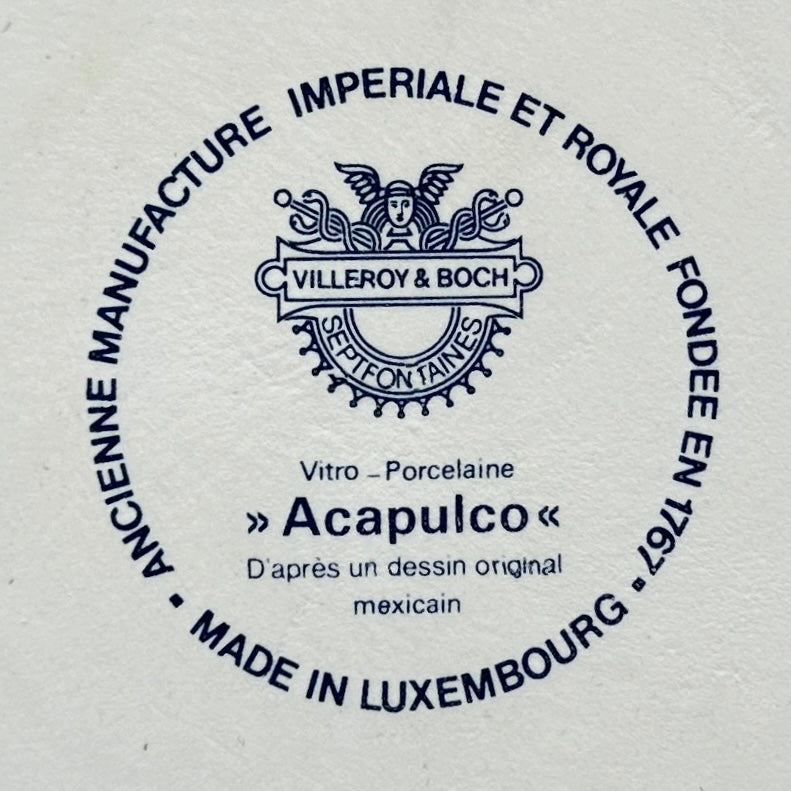 ANCIENNE MANUFACTURE IMPERIALE ET ROYALE FONDEE EN 1767
VILLEROY & BOCH
SEPTFONTAINES
Vitro - Porcelaine
» Acapulco «
D'après un dessin original
mexicain
• MADE IN LUXEMBOURG •